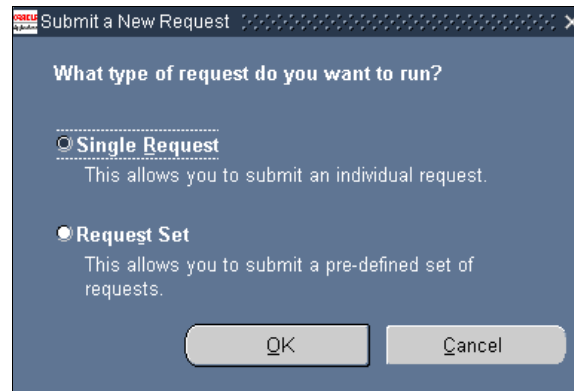 Submit a New Request
What type of request do you want to run?
Single Request
This allows you to submit an individual request.
Request Set
This allows you to submit a pre-defined set of
requests.
OK
Cancel